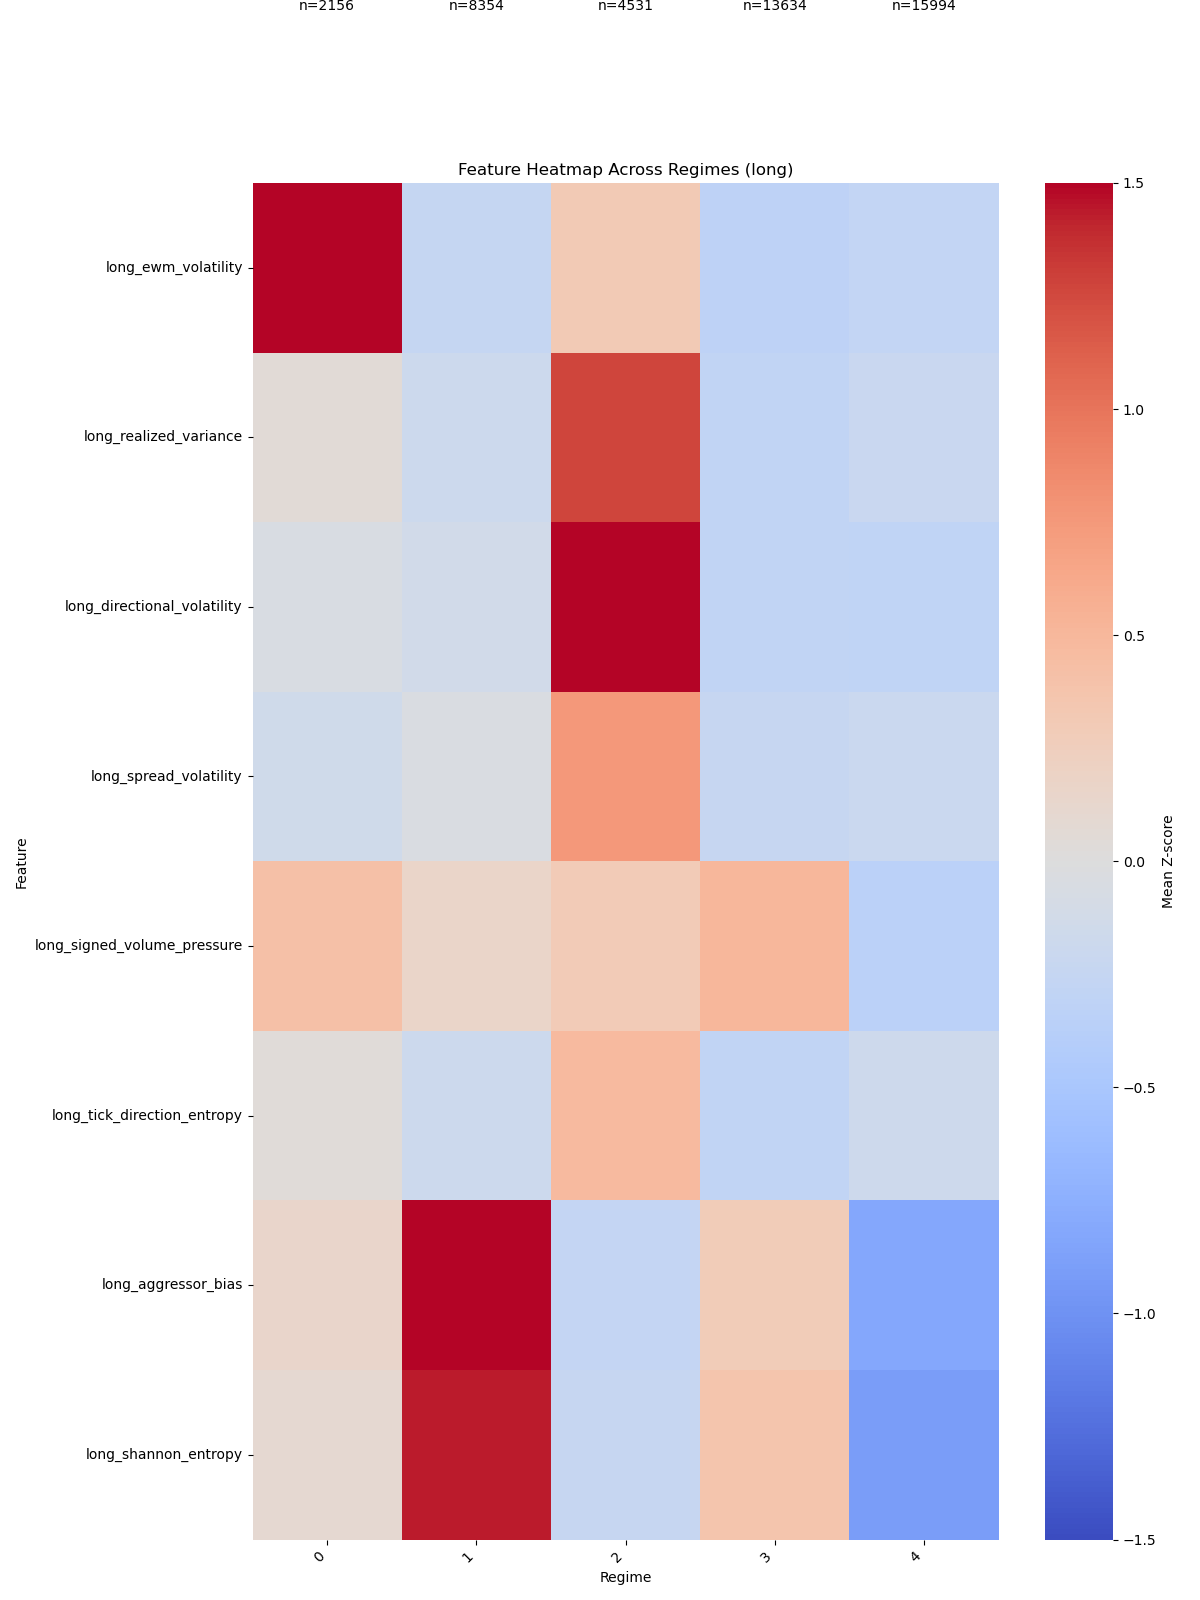 n=2156 n=8354 n=4531 n=13634 n=15994
Feature Heatmap Across Regimes (long)
long_ewm_volatility
long_realized_variance
long_directional_volatility
long_spread_volatility
long_signed_volume_pressure
long_tick_direction_entropy
long_aggressor_bias
long_shannon_entropy
Feature
0 1 2 3 4
Regime
1.5
1.0
0.5
0.0
−0.5
−1.0
−1.5
Mean Z-score